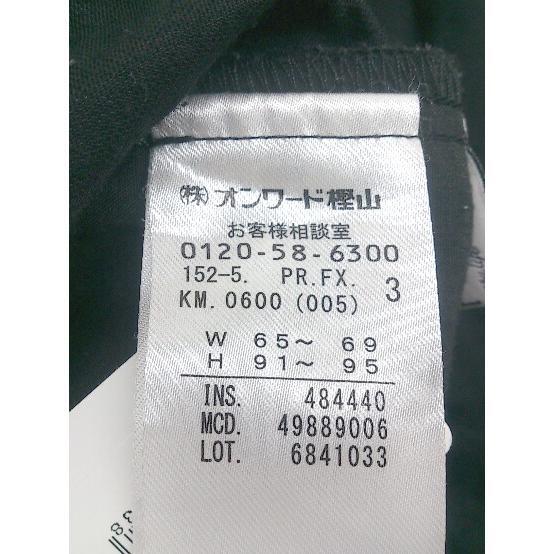 ㈱オンワード樫山
お客様相談室
0120-58-6300
152-5. PR.FX. 3
KM.0600 (005)
W 65～ 69
H 91～ 95
INS. 484440
MCD. 49889006
LOT. 6841033